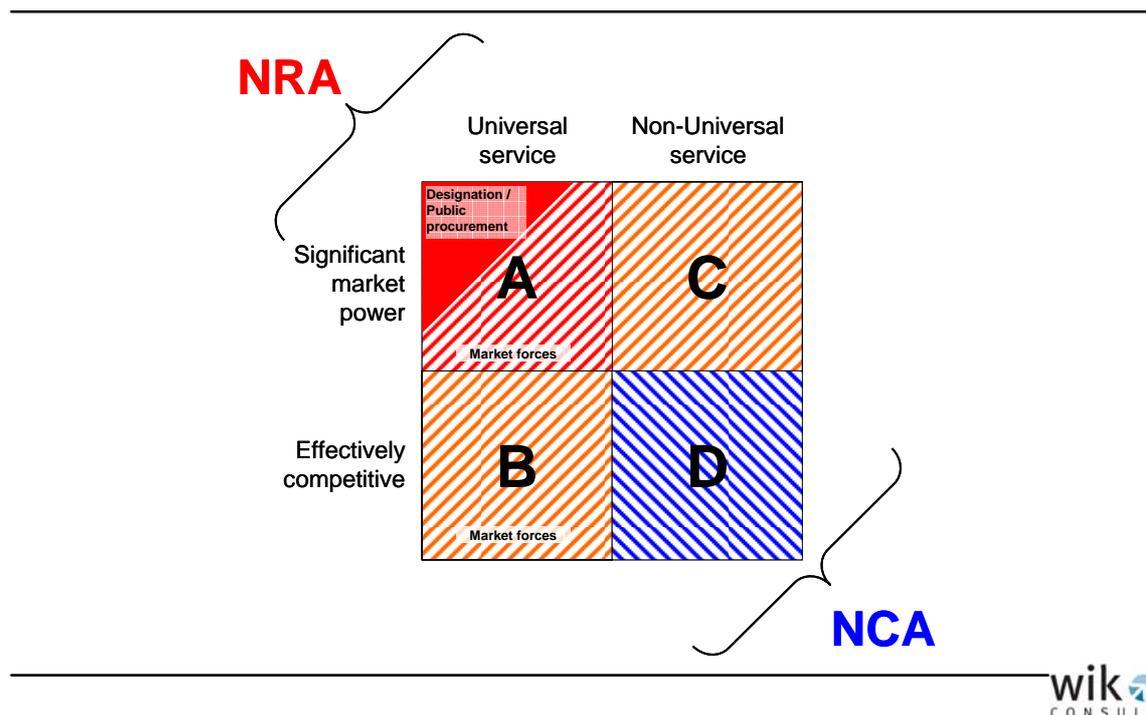 NRA
Universal
service
Non-Universal
service
Designation /
Public
procurement
Significant
market
power
A
C
Market forces
Effectively
competitive
B
D
Market forces
NCA
wik